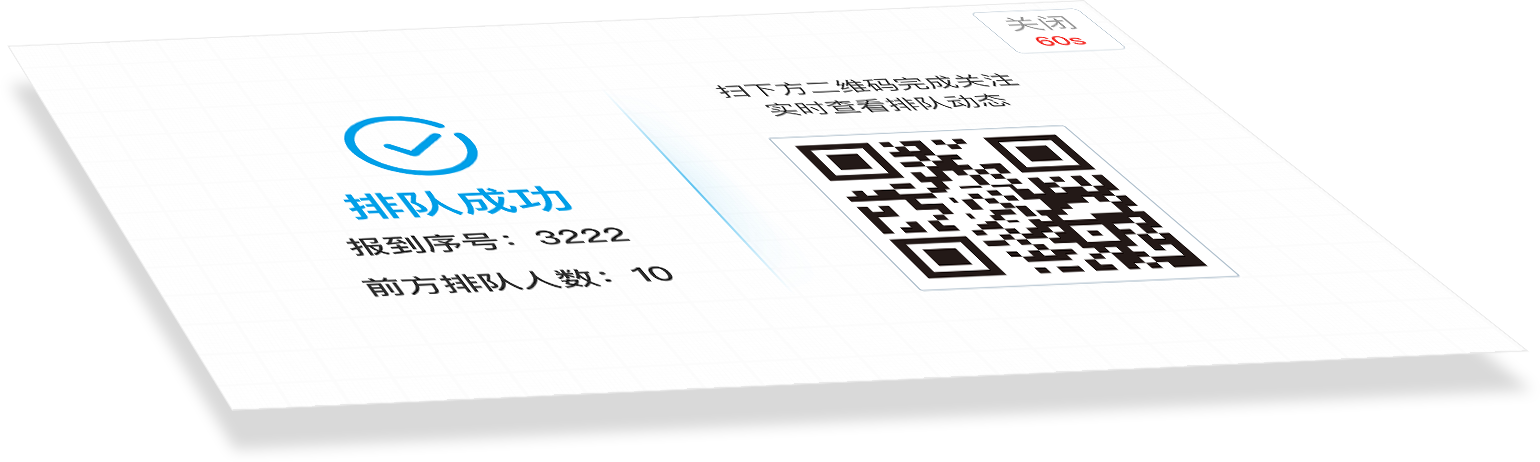 关闭
60s
扫下方二维码完成关注
实时查看排队动态
排队成功
报到序号：3222
前方排队人数：10